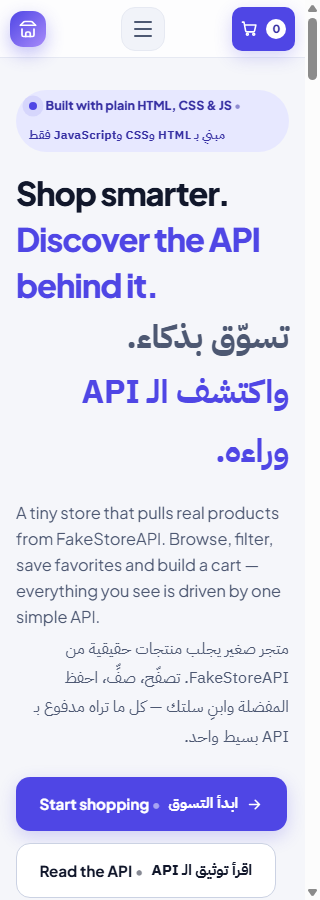 0
Built with plain HTML, CSS & JS •
مبني بـ HTML وCSS وJavaScript فقط
Shop smarter.
Discover the API
behind it.
تسوّق بذكاء.
واكتشف الـ API
وراءه.
A tiny store that pulls real products
from FakeStoreAPI. Browse, filter,
save favorites and build a cart —
everything you see is driven by one
simple API.
متجر صغير يجلب منتجات حقيقية من
FakeStoreAPI. تصفّح، صفِّ، احفظ
المفضلة وابنِ سلتك — كل ما تراه مدفوع بـ
API بسيط واحد.
Start shopping • ابدأ التسوق →
Read the API • اقرأ توثيق الـ API